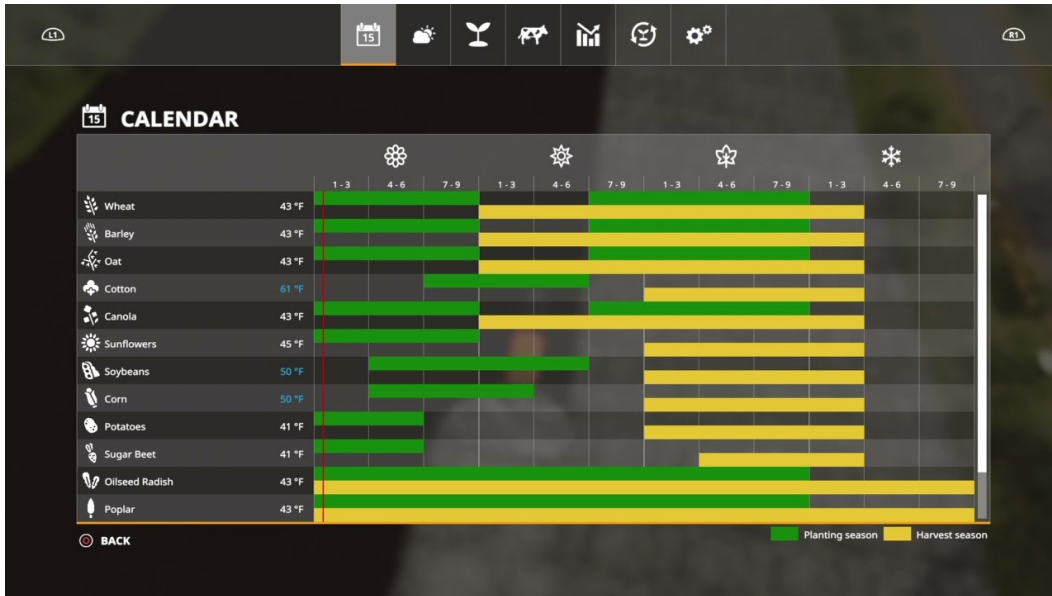 L1
15
R1
15 CALENDAR
1 - 3 4 - 6 7 - 9 1 - 3 4 - 6 7 - 9 1 - 3 4 - 6 7 - 9 1 - 3 4 - 6 7 - 9
Wheat 43 °F
Barley 43 °F
Oat 43 °F
Cotton 61 °F
Canola 43 °F
Sunflowers 45 °F
Soybeans 50 °F
Corn 50 °F
Potatoes 41 °F
Sugar Beet 41 °F
Oilseed Radish 43 °F
Poplar 43 °F
BACK
Planting season Harvest season